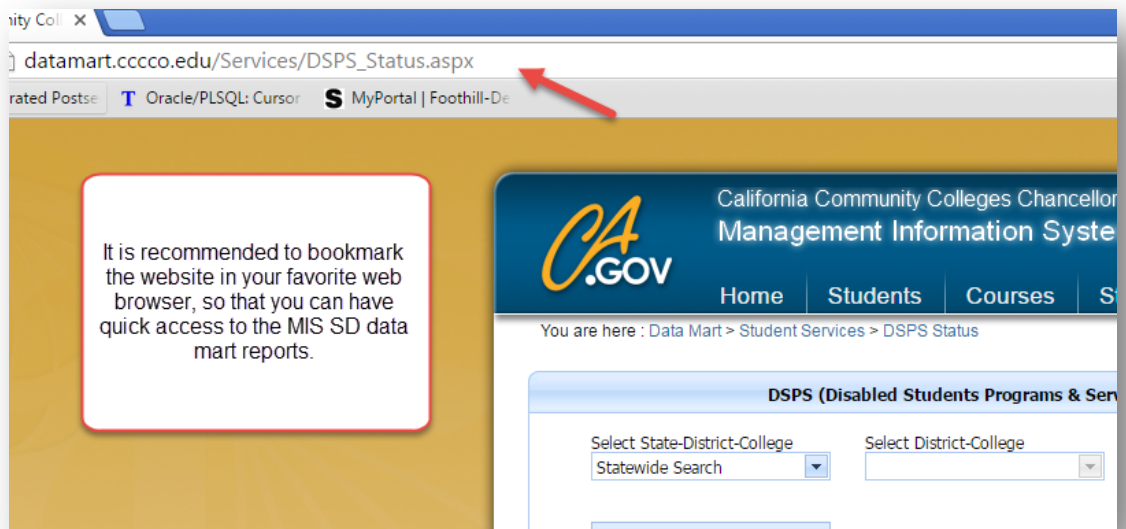 nity Coll
datamart.cccco.edu/Services/DSPS_Status.aspx
rated Postse T Oracle/PLSQL: Cursor S MyPortal | Foothill-De
It is recommended to bookmark
the website in your favorite web
browser, so that you can have
quick access to the MIS SD data
mart reports.
CA
.GOV
California Community Colleges Chancellor
Management Information Syste
Home Students Courses S
You are here : Data Mart > Student Services > DSPS Status
DSPS (Disabled Students Programs & Serv
Select State-District-College Select District-College
Statewide Search